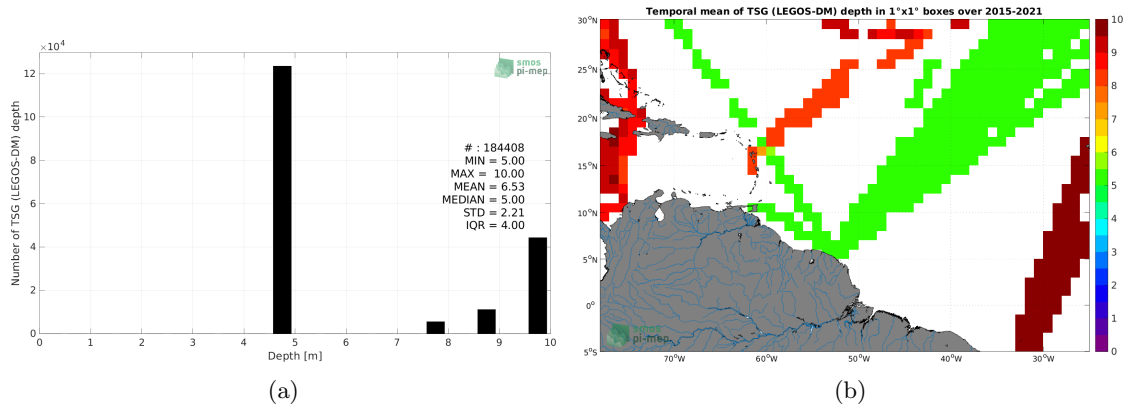 ×10⁴
12
10
8
6
4
2
0
Number of TSG (LEGOS-DM) depth
smos
pi-mep
# : 184408
MIN = 5.00
MAX = 10.00
MEAN = 6.53
MEDIAN = 5.00
STD = 2.21
IQR = 4.00
0 1 2 3 4 5 6 7 8 9 10
Depth [m]
(a)
Temporal mean of TSG (LEGOS-DM) depth in 1°x1° boxes over 2015-2021
30°N
25°N
20°N
15°N
10°N
5°N
0°
5°S
smos
pi-mep
70°W 60°W 50°W 40°W 30°W
10
9
8
7
6
5
4
3
2
1
0
(b)